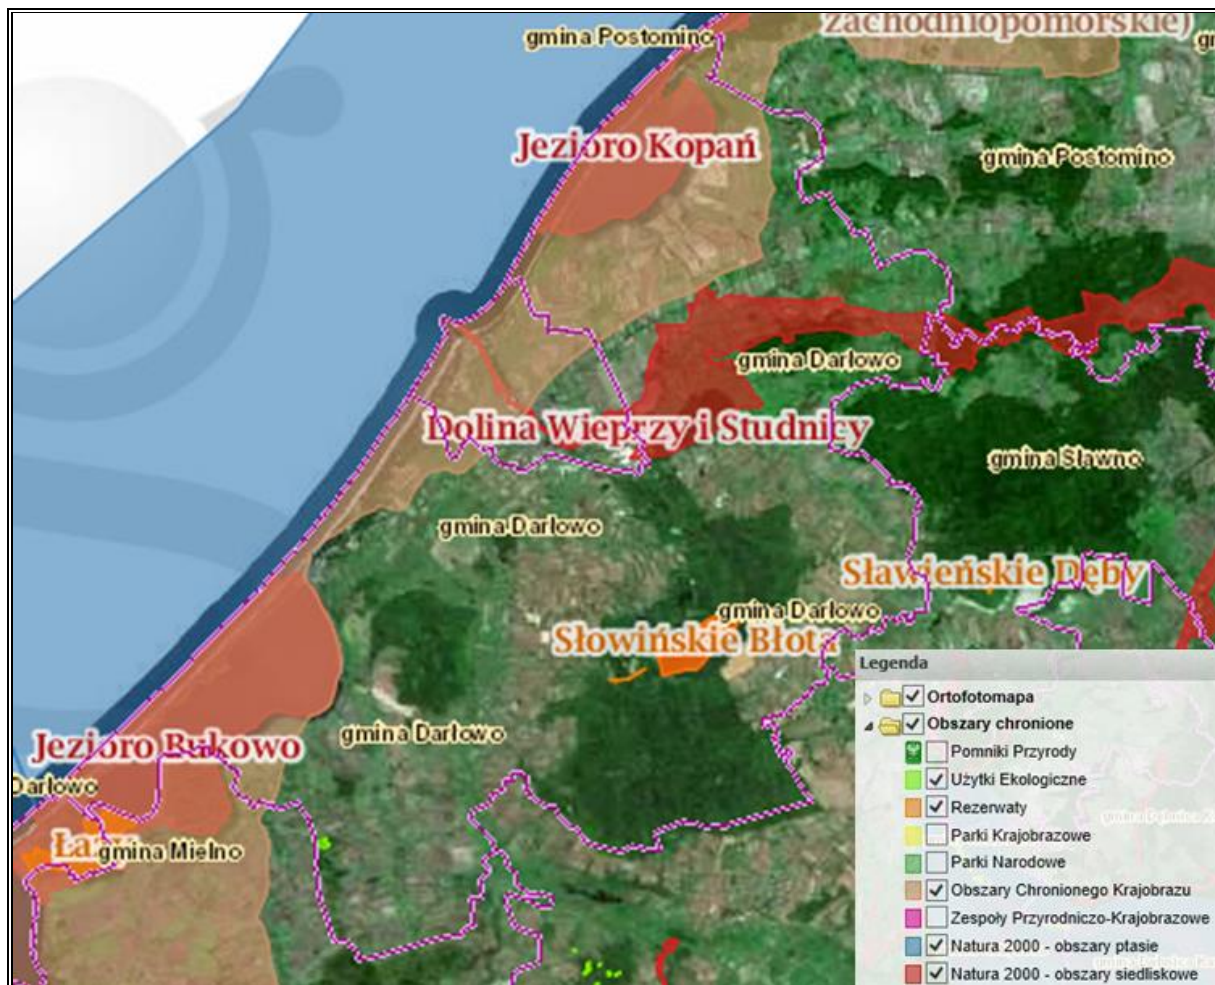 zachodniopomorskie)
gmina Postomino
Jezioro Kopań
gmina Postomino
gmina Darłowo
Dolina Wieprzy i Studnicy
gmina Sławno
gmina Darłowo
Sławieńskie Dęby
gmina Darłowo
Słowińskie Błota
gmina Darłowo
Jezioro Bukowo
Darłowo
Łazy
gmina Mielno
Legenda
Ortofotomapa
Obszary chronione
Pomniki Przyrody
Użytki Ekologiczne
Rezerwaty
Parki Krajobrazowe
Parki Narodowe
Obszary Chronionego Krajobrazu
Zespoły Przyrodniczo-Krajobrazowe
Natura 2000 - obszary ptasie
Natura 2000 - obszary siedliskowe